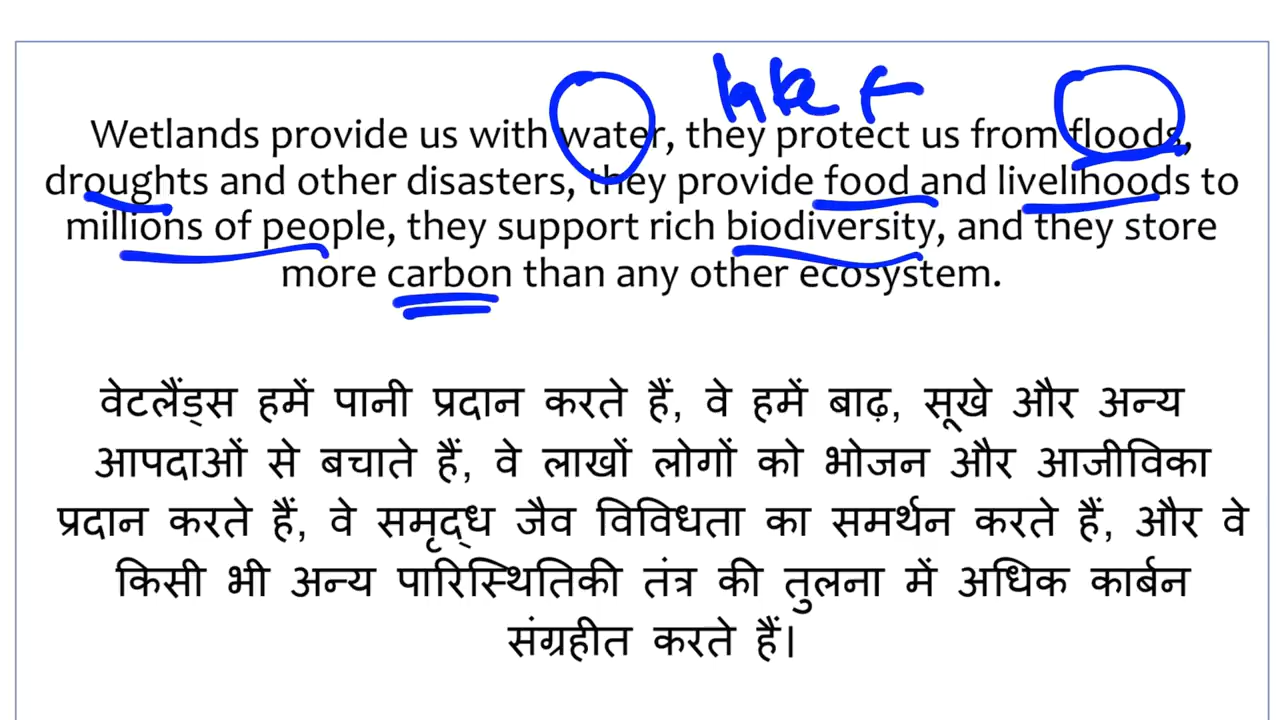 lake ←
Wetlands provide us with water, they protect us from floods,
droughts and other disasters, they provide food and livelihoods to
millions of people, they support rich biodiversity, and they store
more carbon than any other ecosystem.
वेटलैंड्स हमें पानी प्रदान करते हैं, वे हमें बाढ़, सूखे और अन्य
आपदाओं से बचाते हैं, वे लाखों लोगों को भोजन और आजीविका
प्रदान करते हैं, वे समृद्ध जैव विविधता का समर्थन करते हैं, और वे
किसी भी अन्य पारिस्थितिकी तंत्र की तुलना में अधिक कार्बन
संग्रहीत करते हैं।